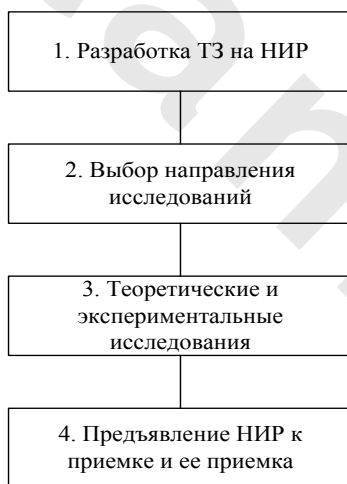 1. Разработка ТЗ на НИР
2. Выбор направления
исследований
3. Теоретические и
экспериментальные
исследования
4. Предъявление НИР к
приемке и ее приемка